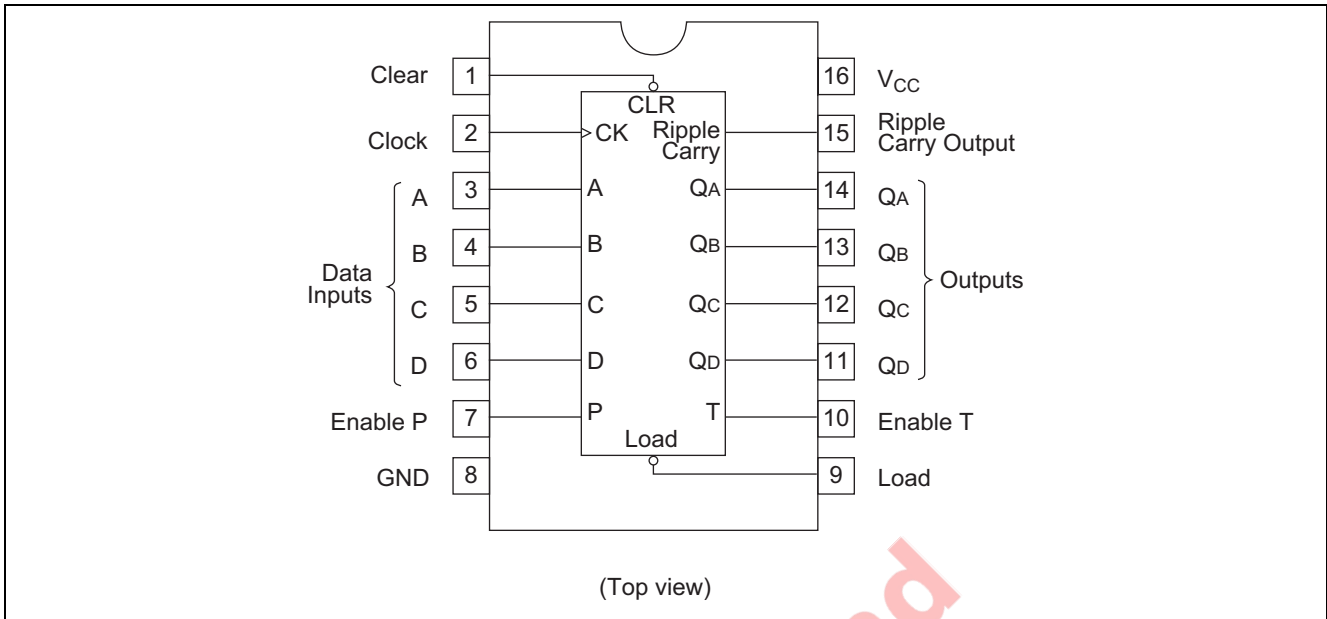 Clear 1 16 VCC
CLR
Clock 2 CK Ripple Carry 15 Ripple Carry Output
A 3 A QA 14 QA
B 4 B QB 13 QB
Data Inputs
Outputs
C 5 C QC 12 QC
D 6 D QD 11 QD
Enable P 7 P T 10 Enable T
Load
GND 8 9 Load
(Top view)